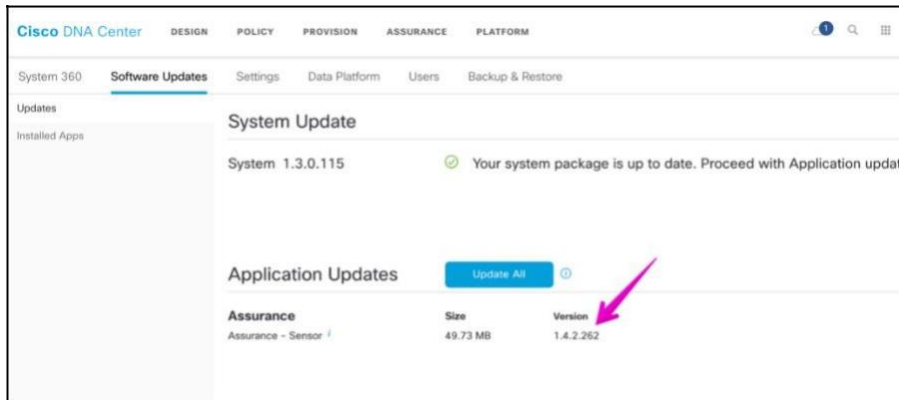 Cisco DNA Center DESIGN POLICY PROVISION ASSURANCE PLATFORM 1
System 360 Software Updates Settings Data Platform Users Backup & Restore
Updates
Installed Apps
System Update
System 1.3.0.115 Your system package is up to date. Proceed with Application updat
Application Updates Update All
Assurance Size Version
Assurance - Sensor i 49.73 MB 1.4.2.262